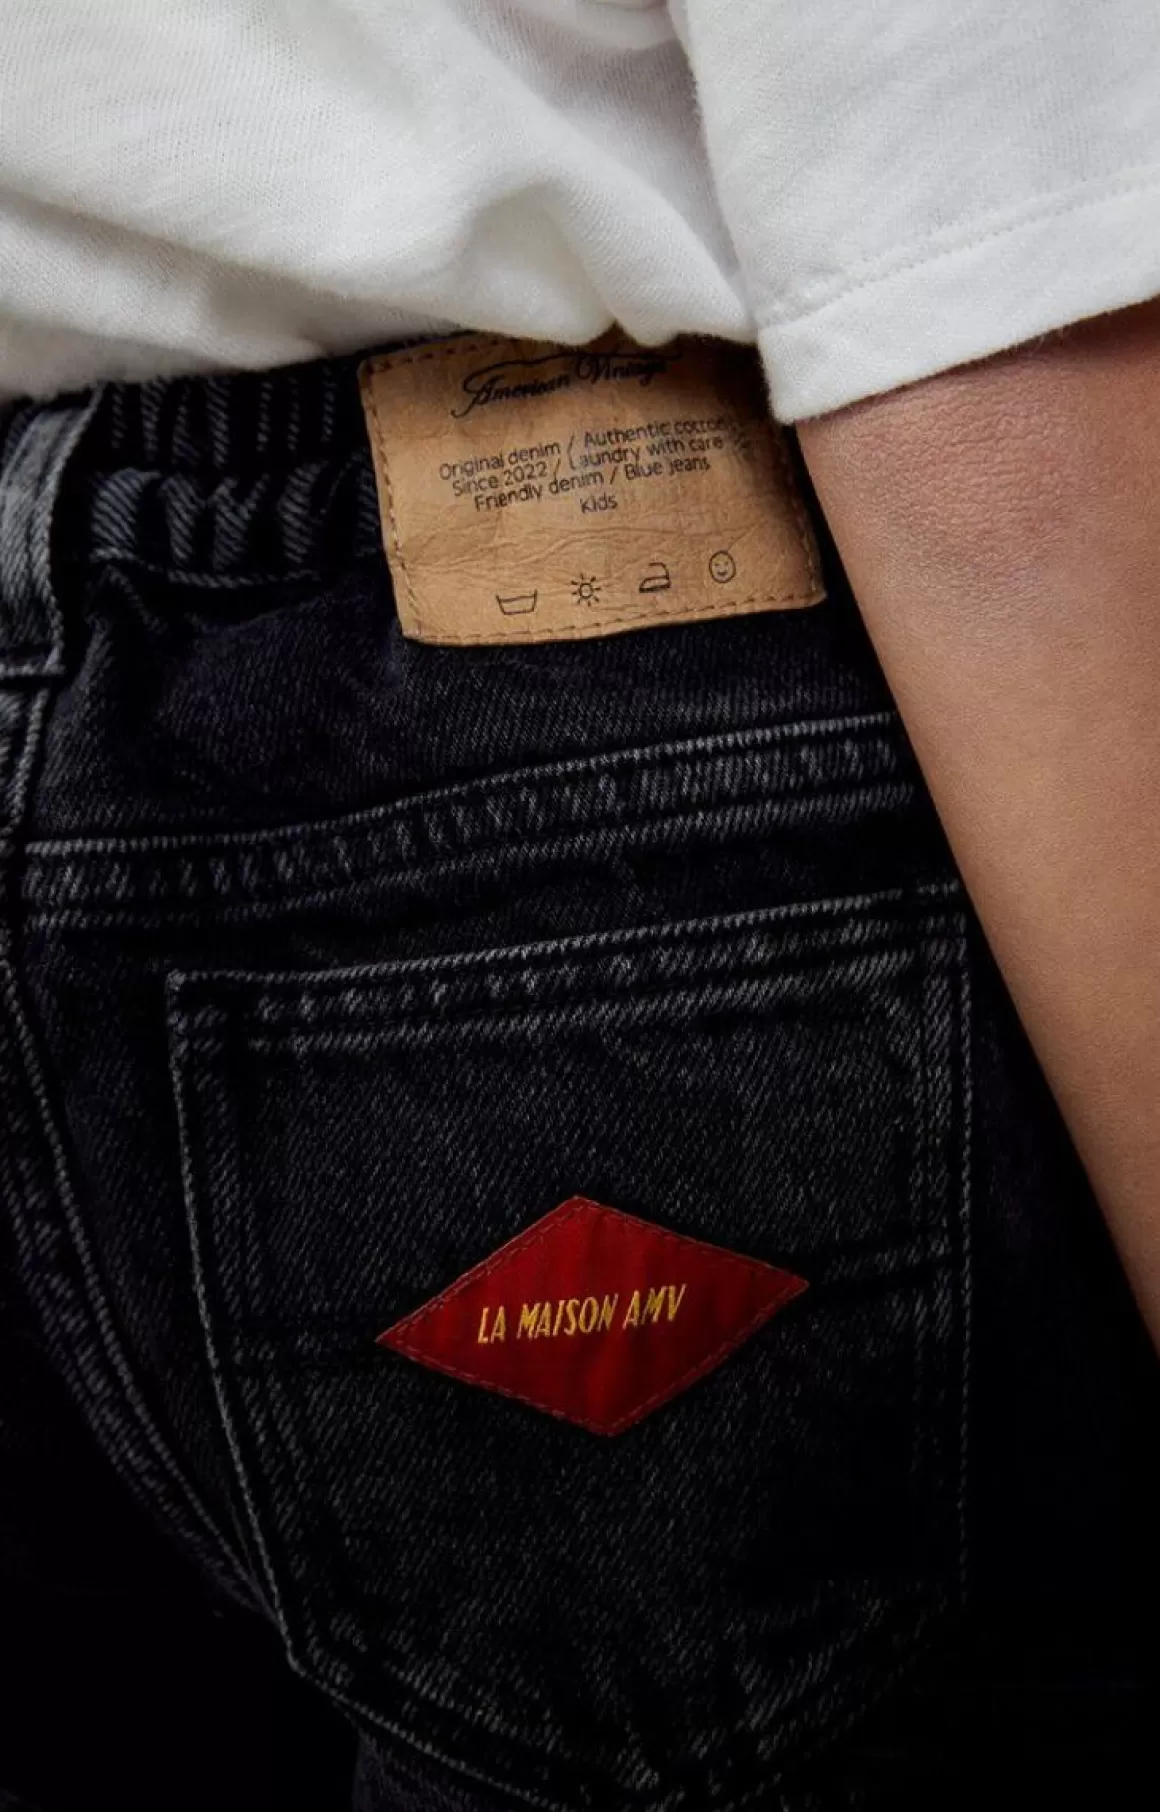 American Vintage
Original denim / Authentic cotton
Since 2022 / Laundry with care
Friendly denim / Blue jeans
Kids
LA MAISON AMV